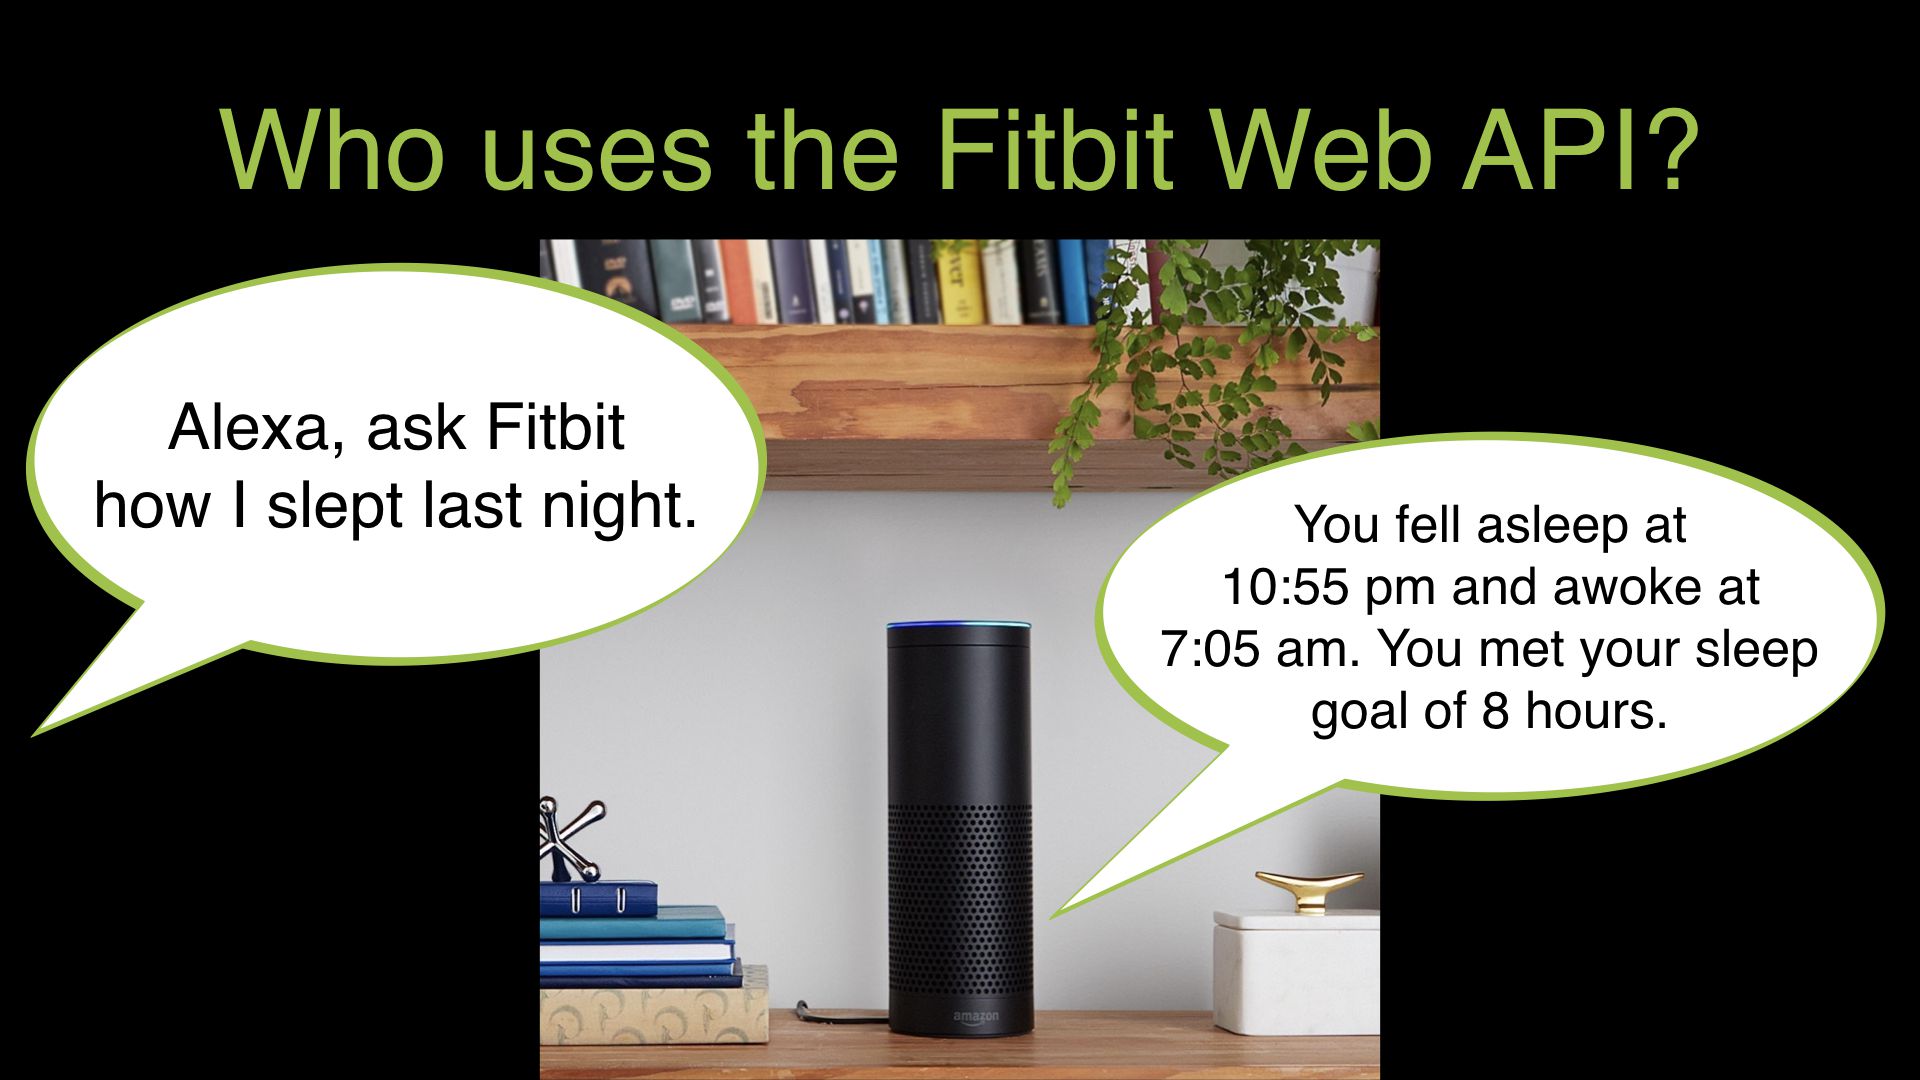 Who uses the Fitbit Web API?
Alexa, ask Fitbit
how I slept last night.
You fell asleep at
10:55 pm and awoke at
7:05 am. You met your sleep
goal of 8 hours.
amazon